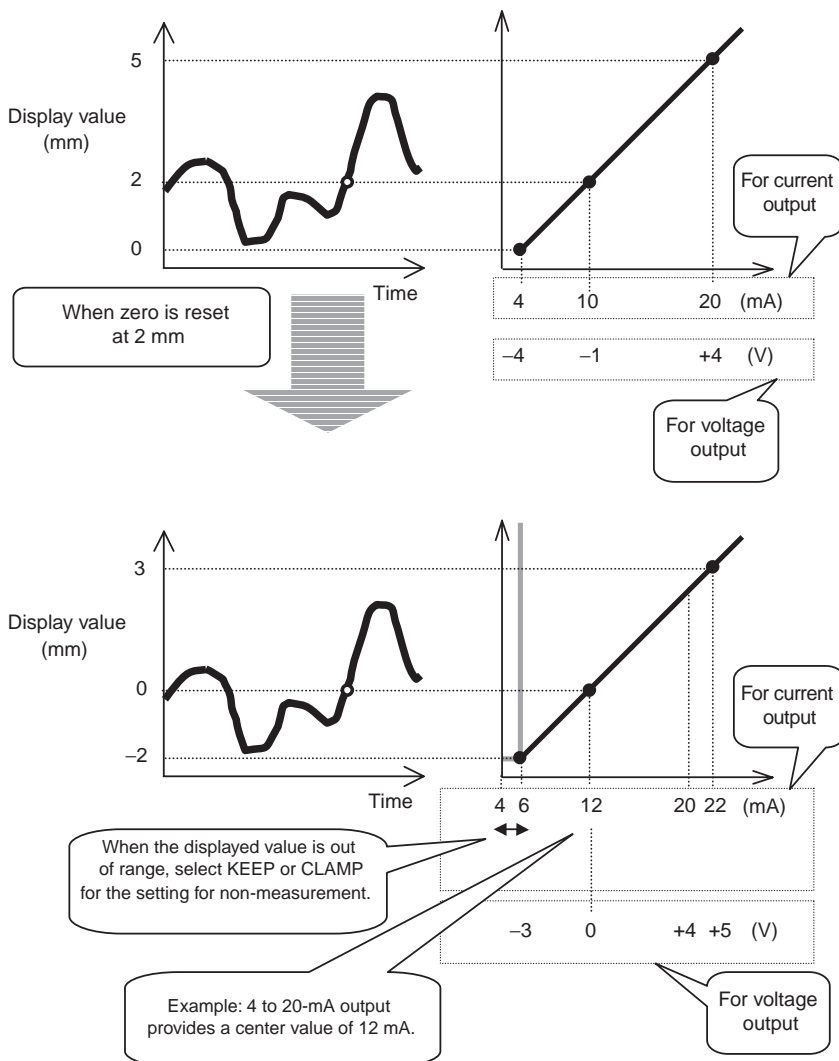 5
Display value
(mm)
2
0
Time
For current
output
4 10 20 (mA)
−4 −1 +4 (V)
For voltage
output
When zero is reset
at 2 mm
3
Display value
(mm)
0
−2
Time
For current
output
4 6 12 20 22 (mA)
When the displayed value is out
of range, select KEEP or CLAMP
for the setting for non-measurement.
−3 0 +4 +5 (V)
Example: 4 to 20-mA output
provides a center value of 12 mA.
For voltage
output